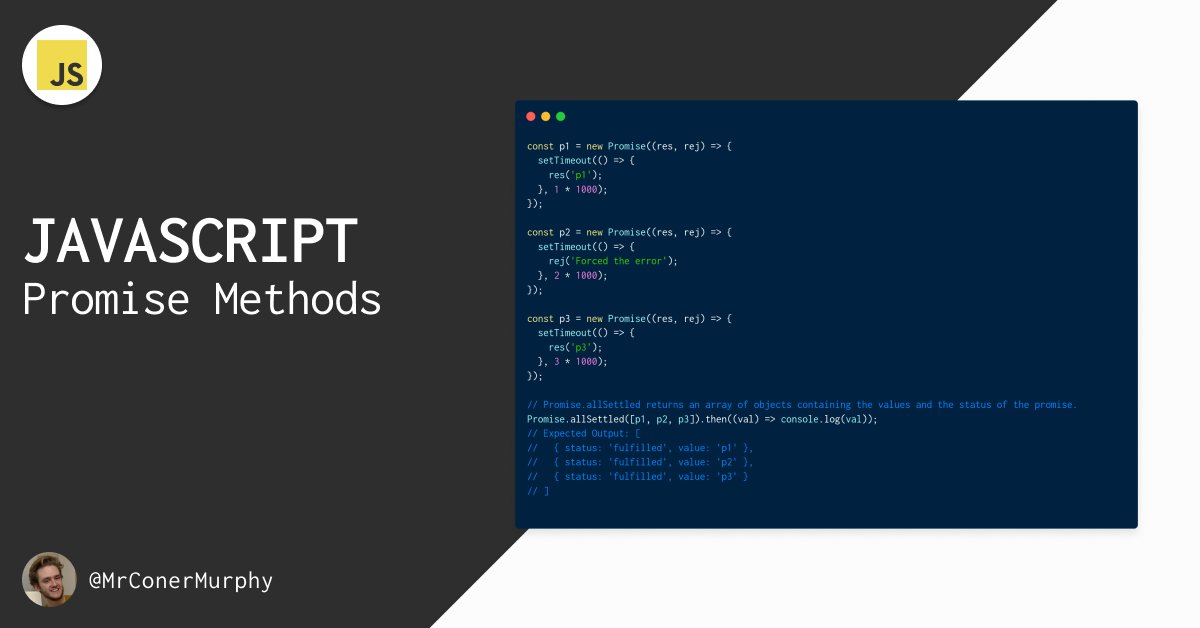 JS
JAVASCRIPT
Promise Methods
const p1 = new Promise((res, rej) => {
  setTimeout(() => {
    res('p1');
  }, 1 * 1000);
});

const p2 = new Promise((res, rej) => {
  setTimeout(() => {
    rej('Forced the error');
  }, 2 * 1000);
});

const p3 = new Promise((res, rej) => {
  setTimeout(() => {
    res('p3');
  }, 3 * 1000);
});

// Promise.allSettled returns an array of objects containing the values and the status of the promise.
Promise.allSettled([p1, p2, p3]).then((val) => console.log(val));
// Expected Output: [
//   { status: 'fulfilled', value: 'p1' },
//   { status: 'fulfilled', value: 'p2' },
//   { status: 'fulfilled', value: 'p3' }
// ]
@MrConerMurphy